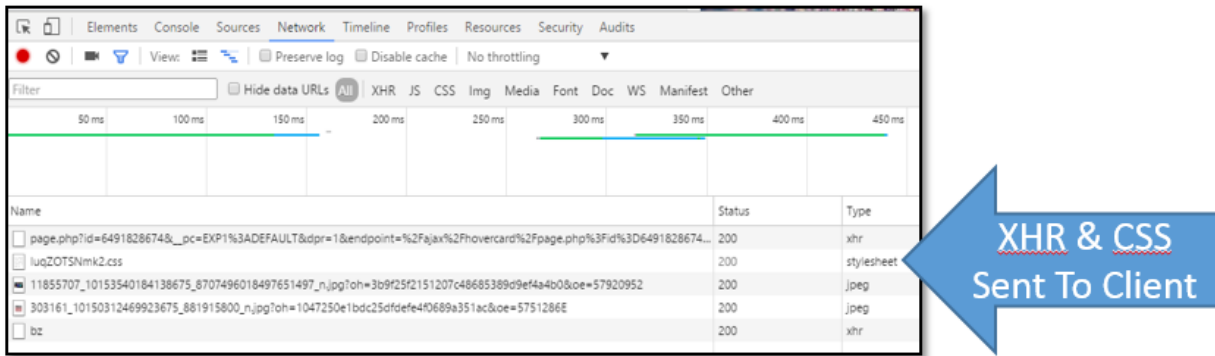 Elements Console Sources Network Timeline Profiles Resources Security Audits
View: Preserve log Disable cache No throttling
Filter Hide data URLs All XHR JS CSS Img Media Font Doc WS Manifest Other
50 ms 100 ms 150 ms 200 ms 250 ms 300 ms 350 ms 400 ms 450 ms
Name Status Type
page.php?id=6491828674&__pc=EXP1%3ADEFAULT&dpr=1&endpoint=%2Fajax%2Fhovercard%2Fpage.php%3Fid%3D6491828674... 200 xhr
luqZOTSNmk2.css 200 stylesheet
11855707_10153540184138675_8707496018497651497_n.jpg?oh=3b9f25f2151207c48685389d9ef4a4b0&oe=57920952 200 jpeg
303161_10150312469923675_881915800_n.jpg?oh=1047250e1bdc25dfdefe4f0689a351ac&oe=5751286E 200 jpeg
bz 200 xhr
XHR & CSS
Sent To Client